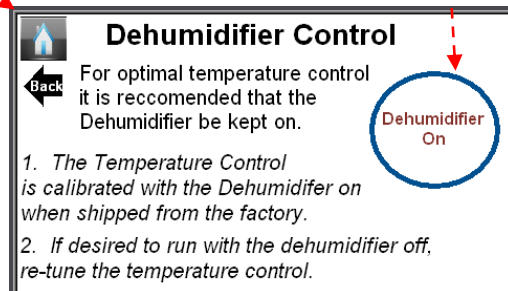 Dehumidifier Control
Back
For optimal temperature control
it is reccomended that the
Dehumidifier be kept on.
Dehumidifier
On
1. The Temperature Control
is calibrated with the Dehumidifer on
when shipped from the factory.
2. If desired to run with the dehumidifier off,
re-tune the temperature control.